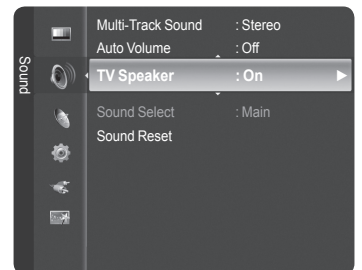 Sound
Multi-Track Sound : Stereo
Auto Volume : Off
TV Speaker : On
Sound Select : Main
Sound Reset